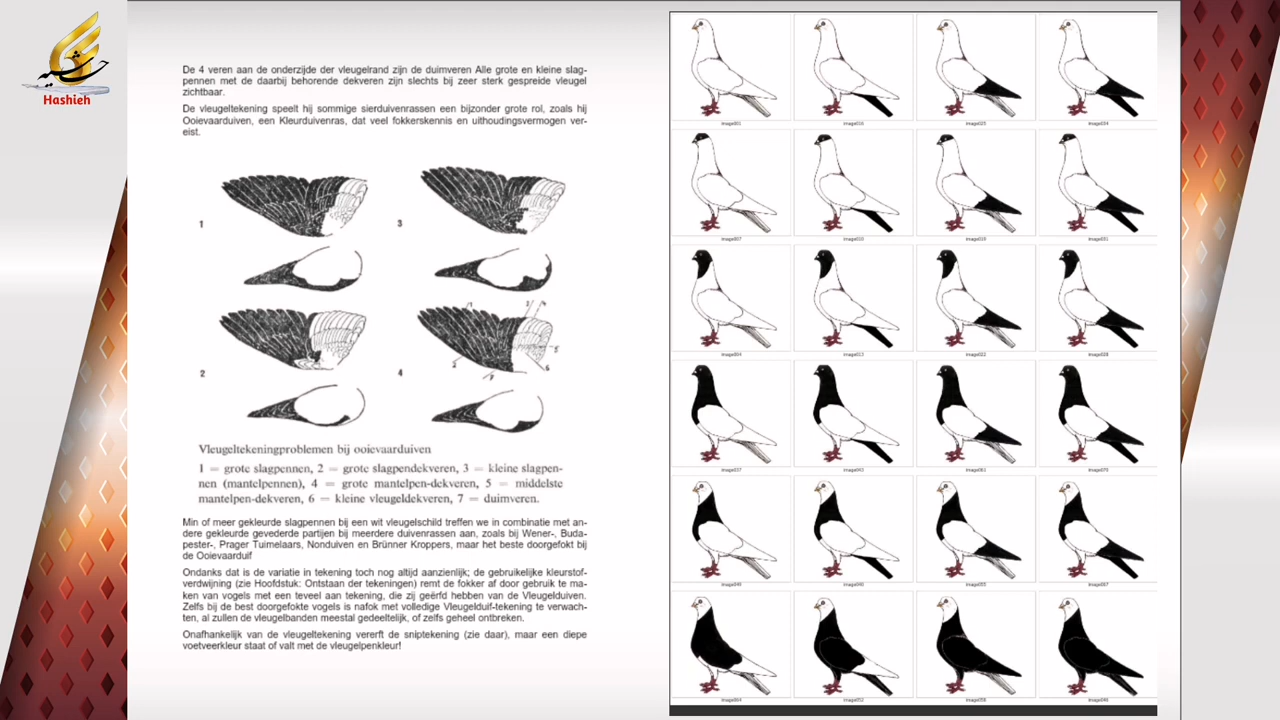 حاشیه
Hashieh
De 4 veren aan de onderzijde der vleugelrand zijn de duimveren Alle grote en kleine slag-
pennen met de daarbij behorende dekveren zijn slechts bij zeer sterk gespreide vleugel
zichtbaar.
De vleugeltekening speelt hij sommige sierduivenrassen een bijzonder grote rol, zoals hij
Ooievaarduiven, een Kleurduivenras, dat veel fokkerskennis en uithoudingsvermogen ver-
eist.
1
3
2
4
Vleugeltekeningproblemen bij ooievaarduiven
1 = grote slagpennen, 2 = grote slagpendekveren, 3 = kleine slagpen-
nen (mantelpennen), 4 = grote mantelpen-dekveren, 5 = middelste
mantelpen-dekveren, 6 = kleine vleugeldekveren, 7 = duimveren.
Min of meer gekleurde slagpennen bij een wit vleugelschild treffen we in combinatie met an-
dere gekleurde gevederde partijen bij meerdere duivenrassen aan, zoals bij Wener-, Buda-
pester-, Prager Tuimelaars, Nonduiven en Brünner Kroppers, maar het beste doorgefokt bij
de Ooievaarduif
Ondanks dat is de variatie in tekening toch nog altijd aanzienlijk; de gebruikelijke kleurstof-
verdwijning (zie Hoofdstuk: Ontstaan der tekeningen) remt de fokker af door gebruik te ma-
ken van vogels met een teveel aan tekening, die zij geërfd hebben van de Vleugelduiven.
Zelfs bij de best doorgefokte vogels is nafok met volledige Vleugelduif-tekening te verwach-
ten, al zullen de vleugelbanden meestal gedeeltelijk, of zelfs geheel ontbreken.
Onafhankelijk van de vleugeltekening vererft de sniptekening (zie daar), maar een diepe
voetveerkleur staat of valt met de vleugelpenkleur!